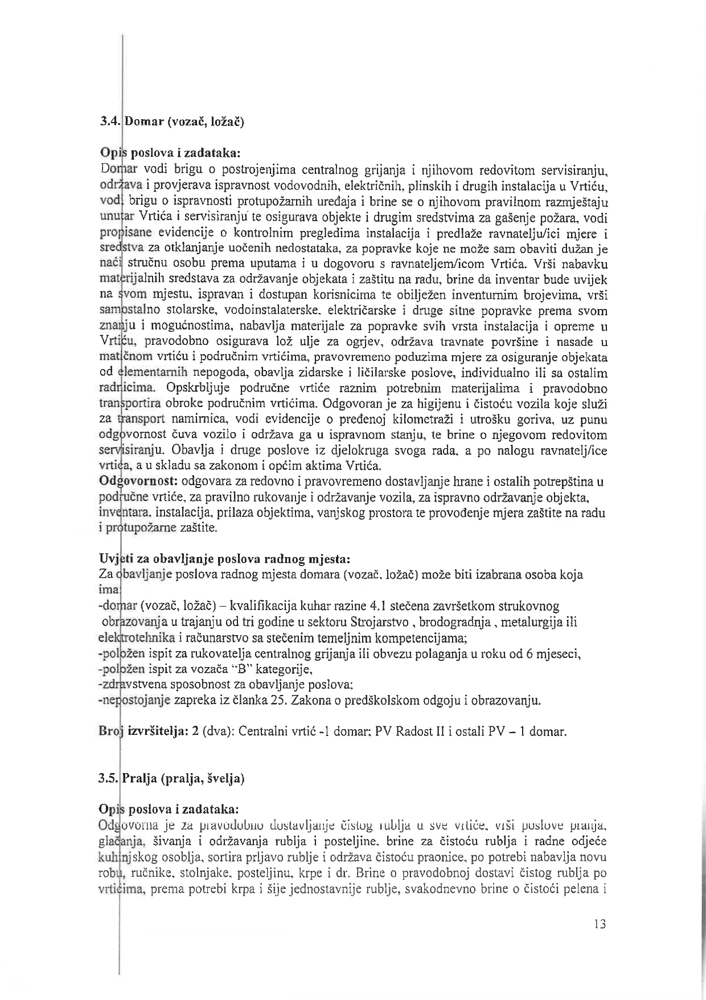 3.4. Domar (vozač, ložač)
Opis poslova i zadataka:
Domar vodi brigu o postrojenjima centralnog grijanja i njihovom redovitom servisiranju,
održava i provjerava ispravnost vodovodnih, električnih, plinskih i drugih instalacija u Vrtiću,
vodi brigu o ispravnosti protupožarnih uređaja i brine se o njihovom pravilnom razmještaju
unutar Vrtića i servisiranju te osigurava objekte i drugim sredstvima za gašenje požara, vodi
propisane evidencije o kontrolnim pregledima instalacija i predlaže ravnatelju/ici mjere i
sredstva za otklanjanje uočenih nedostataka, za popravke koje ne može sam obaviti dužan je
naći stručnu osobu prema uputama i u dogovoru s ravnateljem/icom Vrtića. Vrši nabavku
materijalnih sredstava za održavanje objekata i zaštitu na radu, brine da inventar bude uvijek
na svom mjestu, ispravan i dostupan korisnicima te obilježen inventurnim brojevima, vrši
samostalno stolarske, vodoinstalaterske, električarske i druge sitne popravke prema svom
znanju i mogućnostima, nabavlja materijale za popravke svih vrsta instalacija i opreme u
Vrtiću, pravodobno osigurava lož ulje za ogrjev, održava travnate površine i nasade u
matičnom vrtiću i područnim vrtićima, pravovremeno poduzima mjere za osiguranje objekata
od elementarnih nepogoda, obavlja zidarske i ličilarske poslove, individualno ili sa ostalim
radnicima. Opskrbljuje područne vrtiće raznim potrebnim materijalima i pravodobno
transportira obroke područnim vrtićima. Odgovoran je za higijenu i čistoću vozila koje služi
za transport namirnica, vodi evidencije o pređenoj kilometraži i utrošku goriva, uz punu
odgovornost čuva vozilo i održava ga u ispravnom stanju, te brine o njegovom redovitom
servisiranju. Obavlja i druge poslove iz djelokruga svoga rada, a po nalogu ravnatelj/ice
vrtića, a u skladu sa zakonom i općim aktima Vrtića.
Odgovornost: odgovara za redovno i pravovremeno dostavljanje hrane i ostalih potrepština u
područne vrtiće, za pravilno rukovanje i održavanje vozila, za ispravno održavanje objekta,
inventara, instalacija, prilaza objektima, vanjskog prostora te provođenje mjera zaštite na radu
i protupožarne zaštite.
Uvjeti za obavljanje poslova radnog mjesta:
Za obavljanje poslova radnog mjesta domara (vozač, ložač) može biti izabrana osoba koja
ima:
-domar (vozač, ložač) – kvalifikacija kuhar razine 4.1 stečena završetkom strukovnog
obrazovanja u trajanju od tri godine u sektoru Strojarstvo , brodogradnja , metalurgija ili
elektrotehnika i računarstvo sa stečenim temeljnim kompetencijama;
-položen ispit za rukovatelja centralnog grijanja ili obvezu polaganja u roku od 6 mjeseci,
-položen ispit za vozača “B” kategorije,
-zdravstvena sposobnost za obavljanje poslova;
-nepostojanje zapreka iz članka 25. Zakona o predškolskom odgoju i obrazovanju.
Broj izvršitelja: 2 (dva): Centralni vrtić -1 domar; PV Radost II i ostali PV – 1 domar.
3.5. Pralja (pralja, švelja)
Opis poslova i zadataka:
Odgovorna je za pravodobno dostavljanje čistog rublja u sve vrtiće, vrši poslove pranja,
glačanja, šivanja i održavanja rublja i posteljine, brine za čistoću rublja i radne odjeće
kuhinjskog osoblja, sortira prljavo rublje i održava čistoću praonice, po potrebi nabavlja novu
robu, ručnike, stolnjake, posteljinu, krpe i dr. Brine o pravodobnoj dostavi čistog rublja po
vrtićima, prema potrebi krpa i šije jednostavnije rublje, svakodnevno brine o čistoći pelena i
13